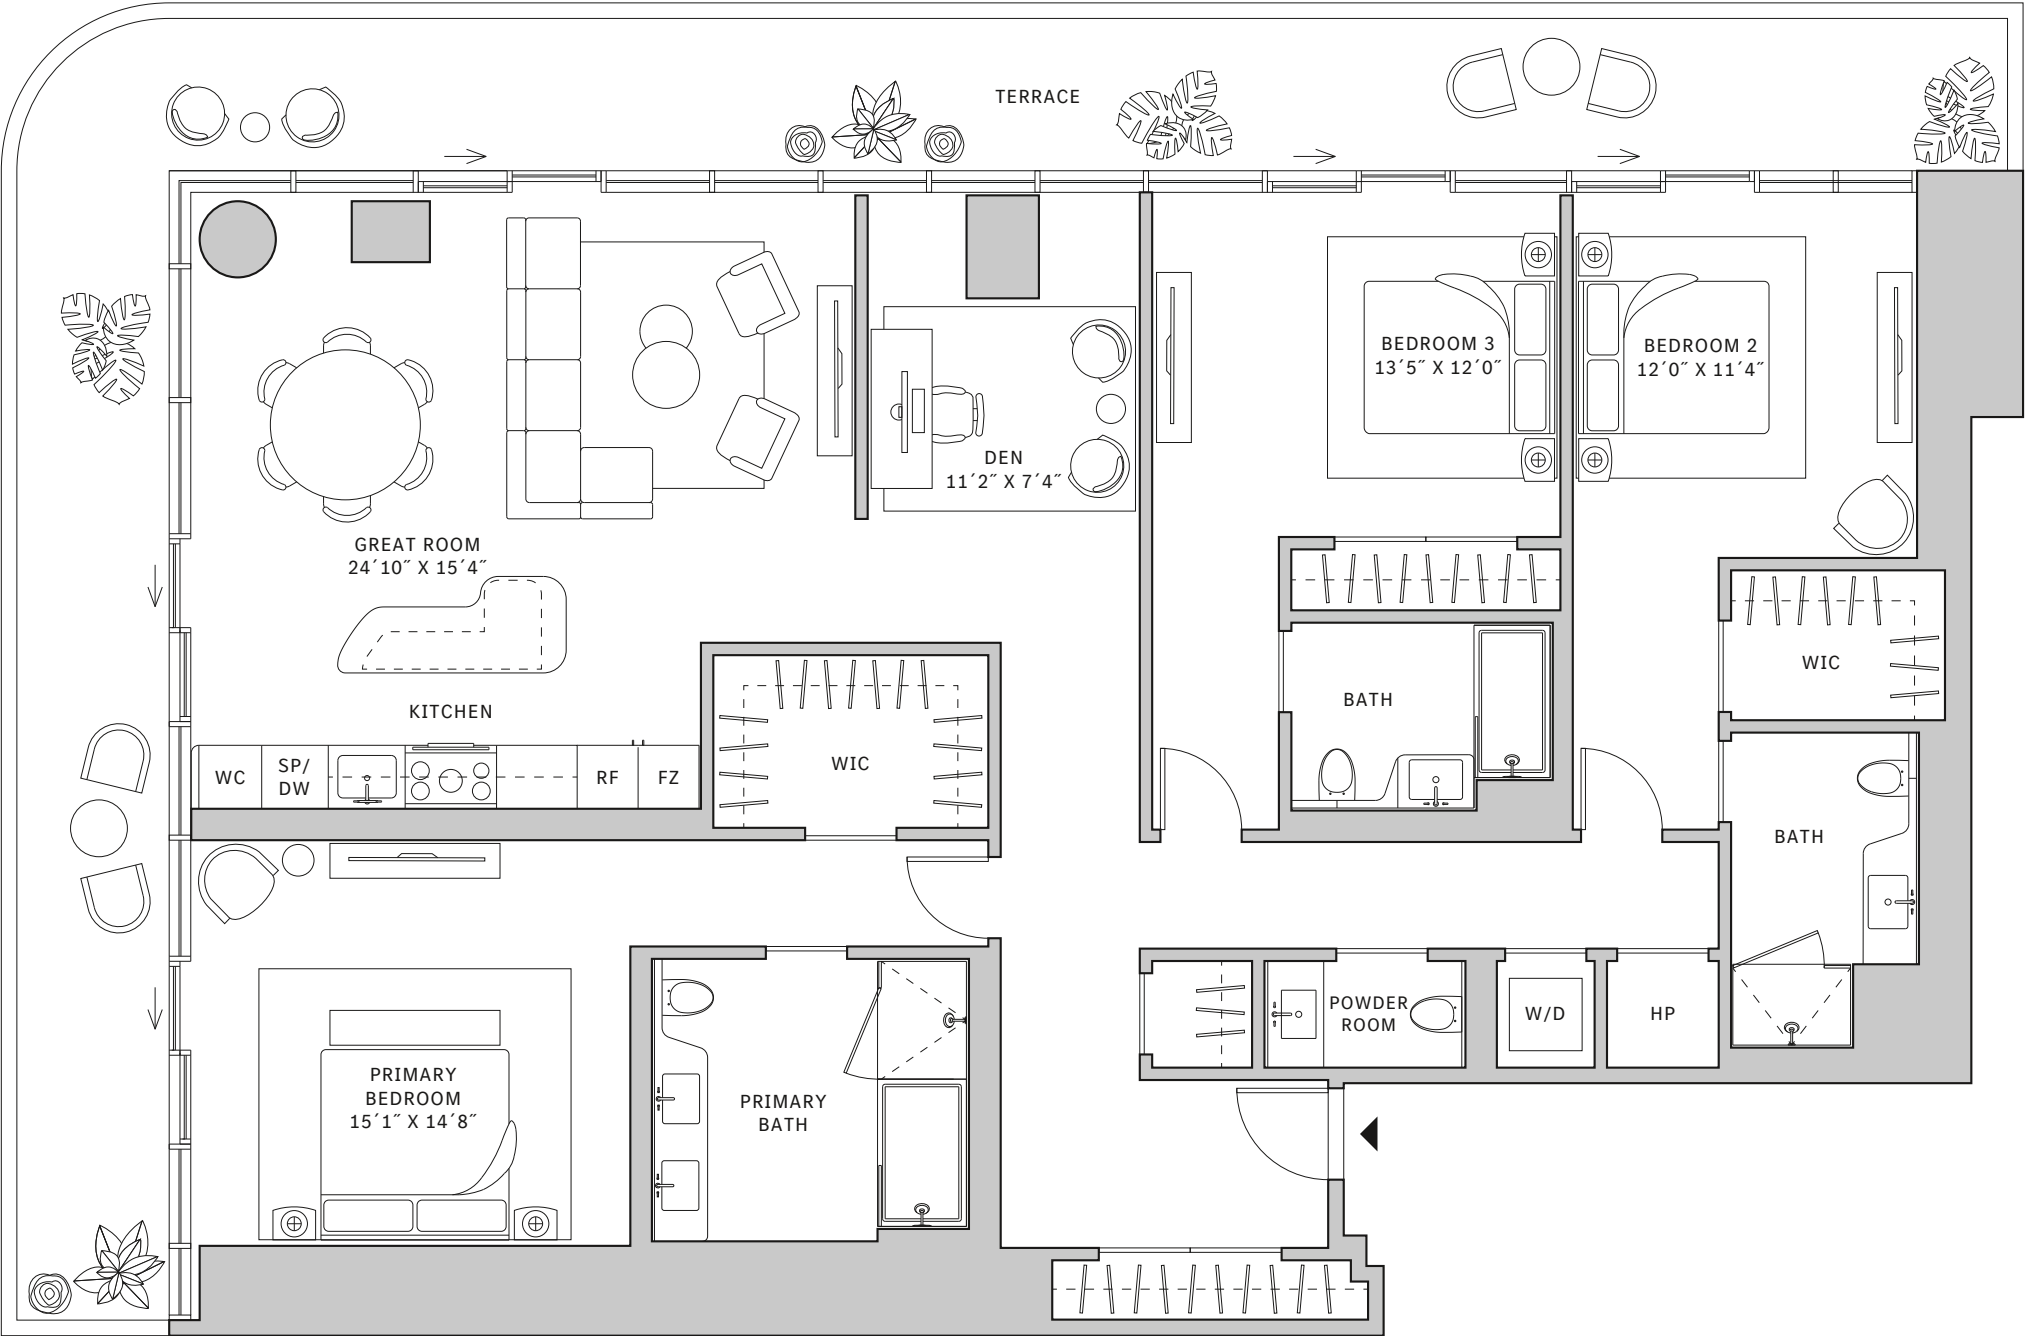 TERRACE
BEDROOM 3
13´5˝ X 12´0˝
BEDROOM 2
12´0˝ X 11´4˝
DEN
11´2˝ X 7´4˝
GREAT ROOM
24´10˝ X 15´4˝
KITCHEN
WC
SP/
DW
RF
FZ
WIC
BATH
WIC
BATH
POWDER
ROOM
W/D
HP
PRIMARY
BEDROOM
15´1˝ X 14´8˝
PRIMARY
BATH